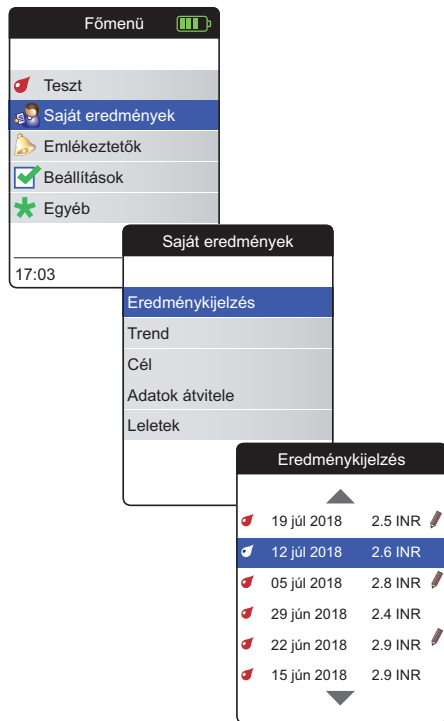 Főmenü
Teszt
Saját eredmények
Emlékeztetők
Beállítások
Egyéb
17:03
Saját eredmények
Eredménykijelzés
Trend
Cél
Adatok átvitele
Leletek
Eredménykijelzés
19 júl 2018 2.5 INR
12 júl 2018 2.6 INR
05 júl 2018 2.8 INR
29 jún 2018 2.4 INR
22 jún 2018 2.9 INR
15 jún 2018 2.9 INR